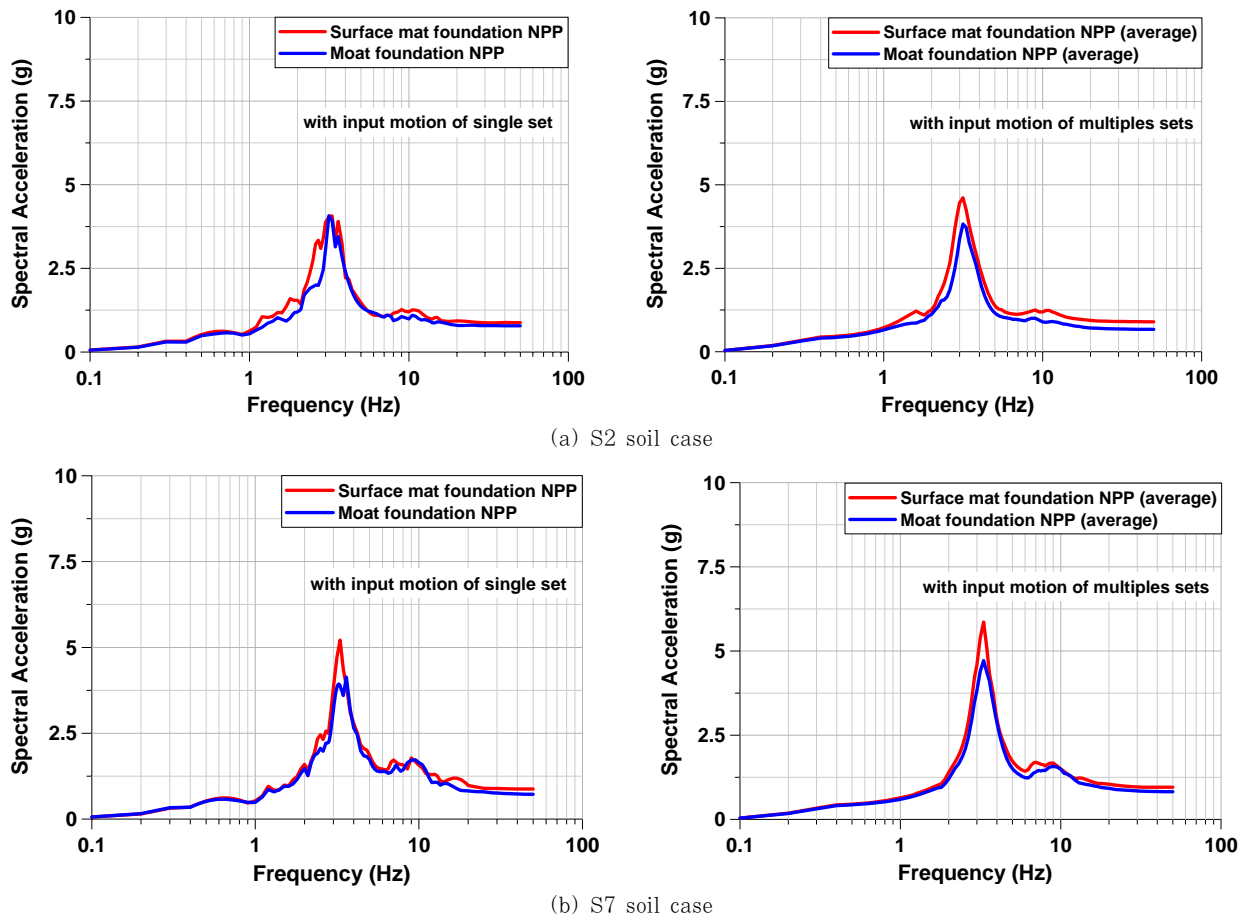 10
7.5
5
2.5
0
Spectral Acceleration (g)
Surface mat foundation NPP
Moat foundation NPP
with input motion of single set
0.1 1 10 100
Frequency (Hz)
10
7.5
5
2.5
0
Spectral Acceleration (g)
Surface mat foundation NPP (average)
Moat foundation NPP (average)
with input motion of multiples sets
0.1 1 10 100
Frequency (Hz)
(a) S2 soil case
10
7.5
5
2.5
0
Spectral Acceleration (g)
Surface mat foundation NPP
Moat foundation NPP
with input motion of single set
0.1 1 10 100
Frequency (Hz)
10
7.5
5
2.5
0
Spectral Acceleration (g)
Surface mat foundation NPP (average)
Moat foundation NPP (average)
with input motion of multiples sets
0.1 1 10 100
Frequency (Hz)
(b) S7 soil case